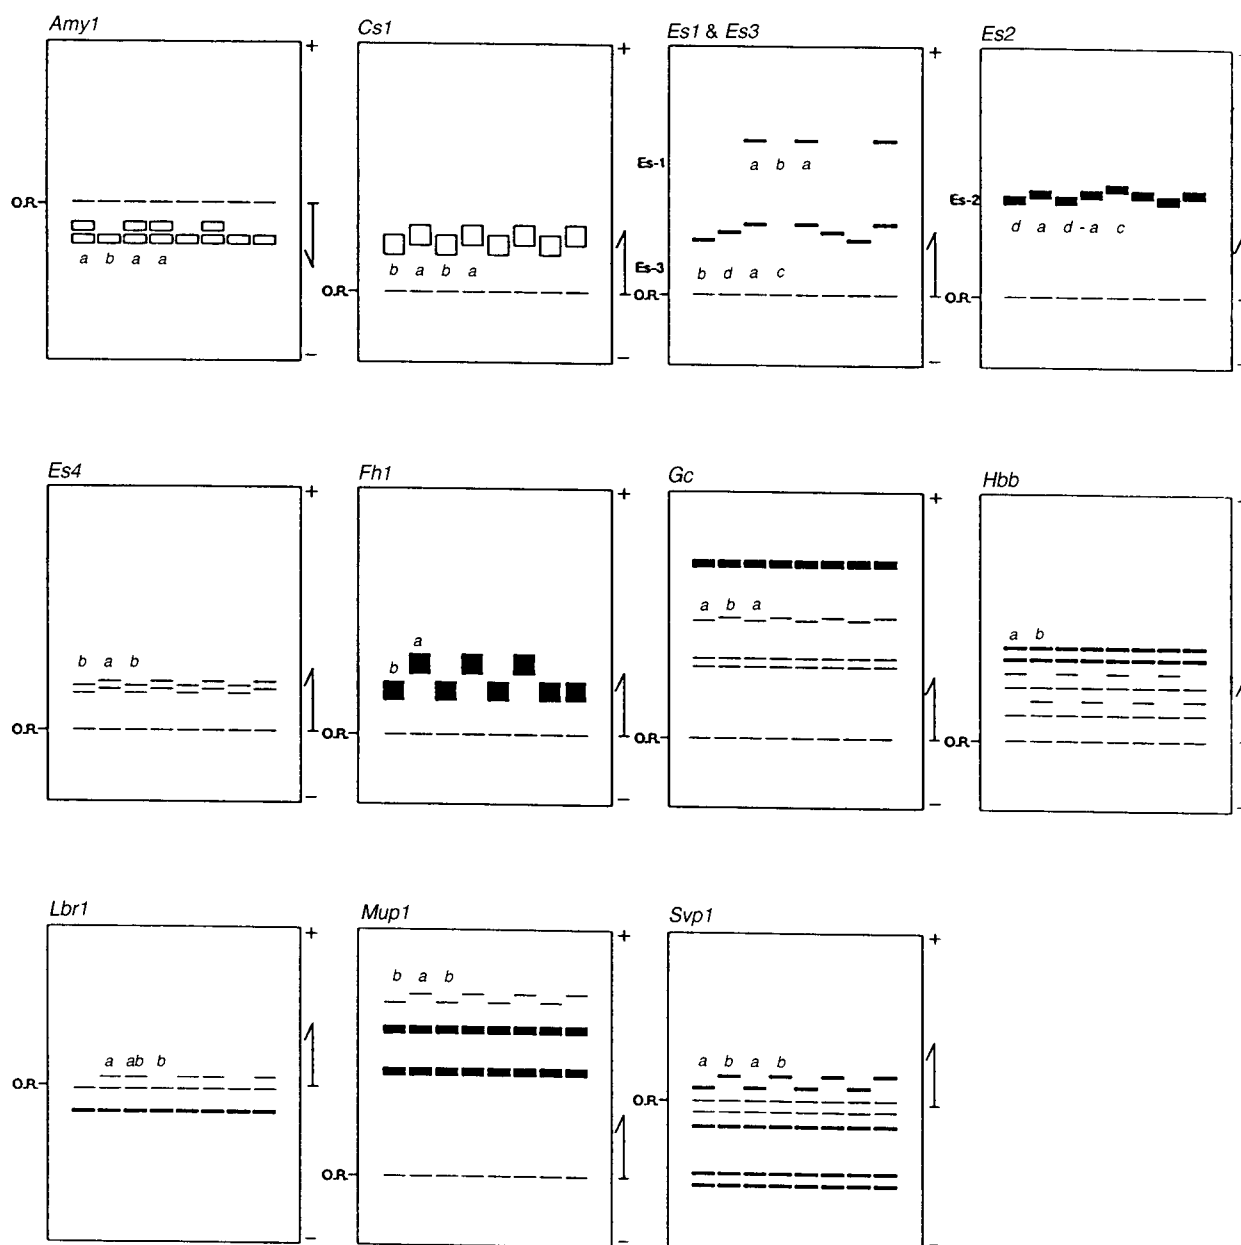 Amy1
+
O.R
a b a a
−
Cs1
+
b a b a
O.R
−
Es1 & Es3
+
Es-1
a b a
Es-3
b d a c
O.R
−
Es2
Es-2
d a d - a c
O.R
Es4
+
b a b
O.R
−
Fh1
+
a
b
O.R
−
Gc
+
a b a
O.R
−
Hbb
a b
O.R
Lbr1
+
a ab b
O.R
−
Mup1
+
b a b
O.R
−
Svp1
+
a b a b
O.R
−